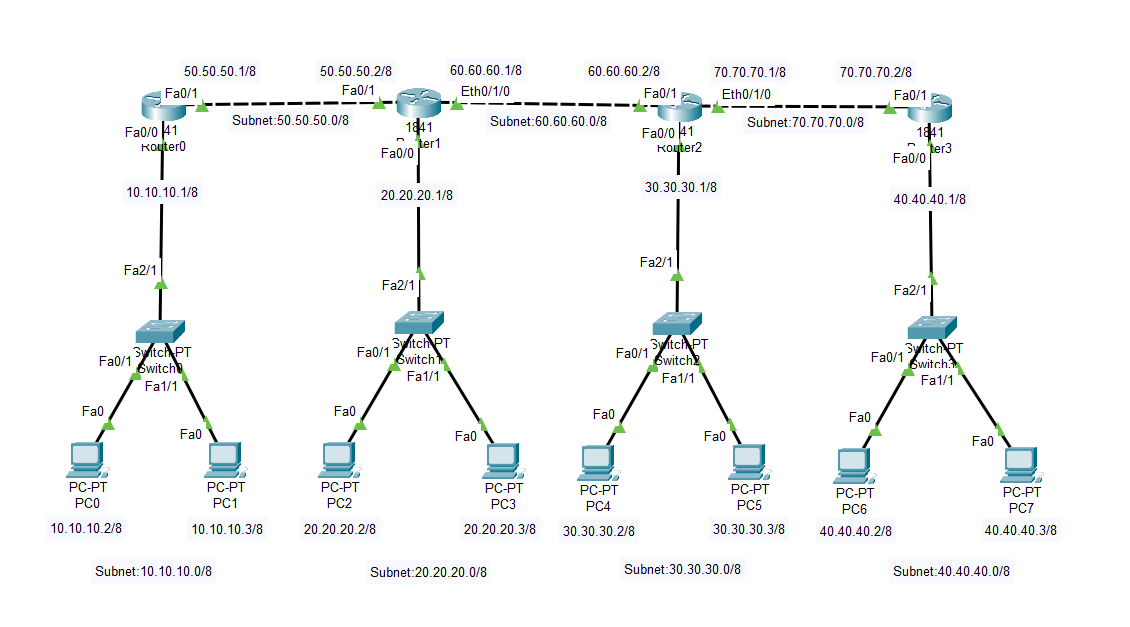 50.50.50.1/8
50.50.50.2/8
60.60.60.1/8
60.60.60.2/8
70.70.70.1/8
70.70.70.2/8
Fa0/1
Fa0/1
Eth0/1/0
Fa0/1
Eth0/1/0
Fa0/1
Subnet:50.50.50.0/8
Subnet:60.60.60.0/8
Subnet:70.70.70.0/8
Fa0/0
41
Router0
1841
Router1
Fa0/0
Fa0/0
41
Router2
1841
Router3
Fa0/0
10.10.10.1/8
20.20.20.1/8
30.30.30.1/8
40.40.40.1/8
Fa2/1
Fa2/1
Fa2/1
Fa2/1
Switch-PT
Switch0
Switch-PT
Switch1
Switch-PT
Switch2
Switch-PT
Switch3
Fa0/1
Fa1/1
Fa0/1
Fa1/1
Fa0/1
Fa1/1
Fa0/1
Fa1/1
Fa0
Fa0
Fa0
Fa0
Fa0
Fa0
Fa0
Fa0
PC-PT
PC0
PC-PT
PC1
PC-PT
PC2
PC-PT
PC3
PC-PT
PC4
PC-PT
PC5
PC-PT
PC6
PC-PT
PC7
10.10.10.2/8
10.10.10.3/8
20.20.20.2/8
20.20.20.3/8
30.30.30.2/8
30.30.30.3/8
40.40.40.2/8
40.40.40.3/8
Subnet:10.10.10.0/8
Subnet:20.20.20.0/8
Subnet:30.30.30.0/8
Subnet:40.40.40.0/8